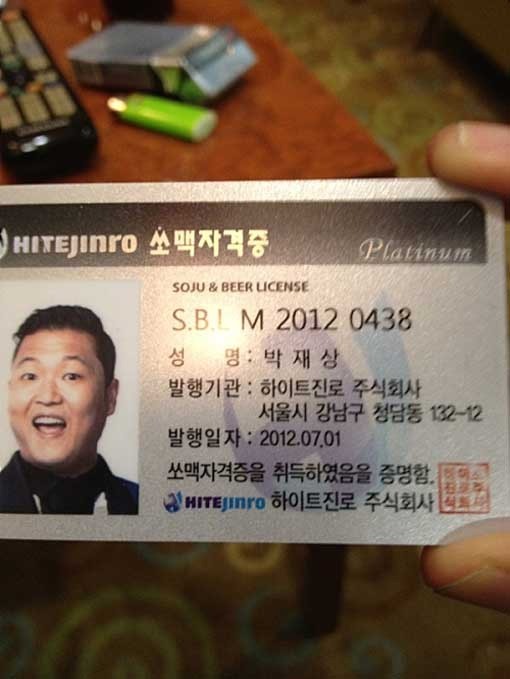 HITEJINRO 쏘맥자격증 Platinum
SOJU & BEER LICENSE
S.B.L M 2012 0438
성 명 : 박 재 상
발행기관 : 하이트진로 주식회사
서울시 강남구 청담동 132-12
발행일자 : 2012.07.01
쏘맥자격증을 취득하였음을 증명함.
HITEJINRO 하이트진로 주식회사